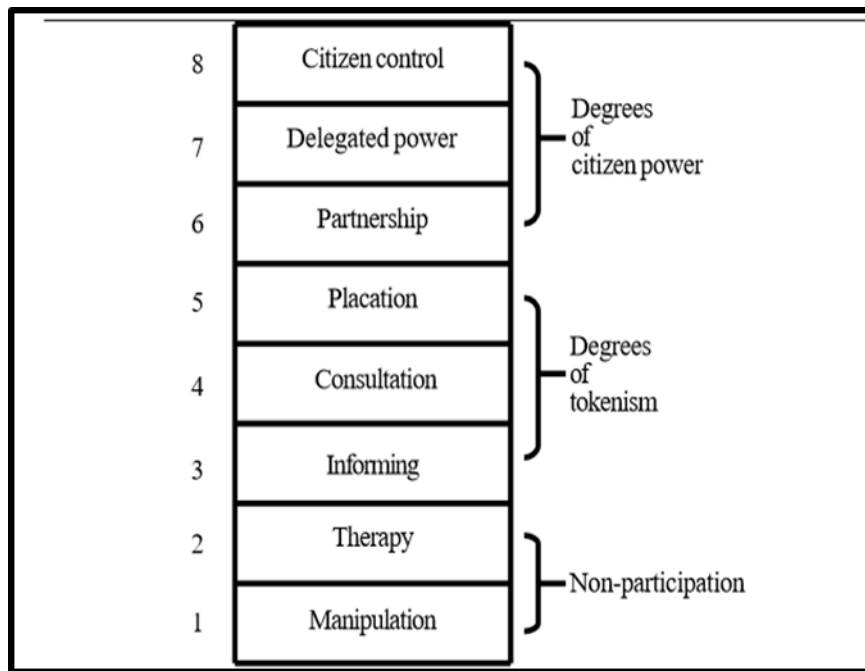 8 Citizen control
7 Delegated power
6 Partnership
Degrees
of
citizen power
5 Placation
4 Consultation
3 Informing
Degrees
of
tokenism
2 Therapy
1 Manipulation
Non-participation